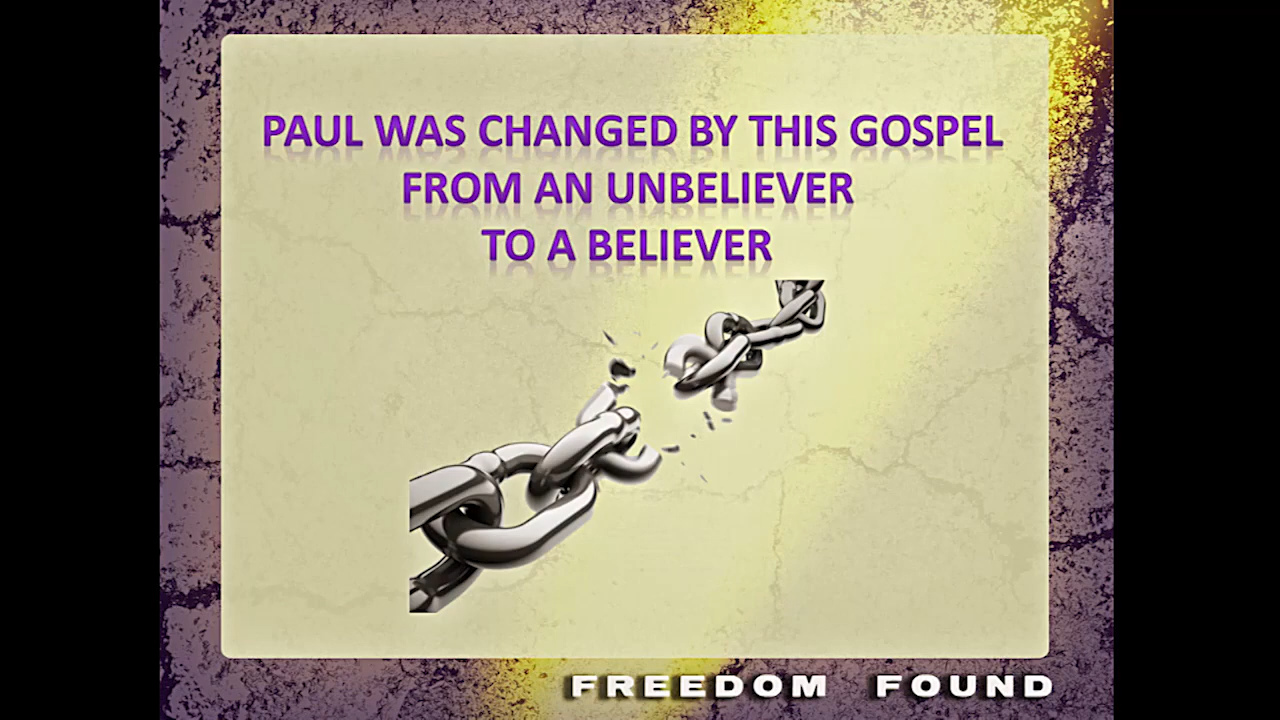 PAUL WAS CHANGED BY THIS GOSPEL
FROM AN UNBELIEVER
TO A BELIEVER
FREEDOM FOUND